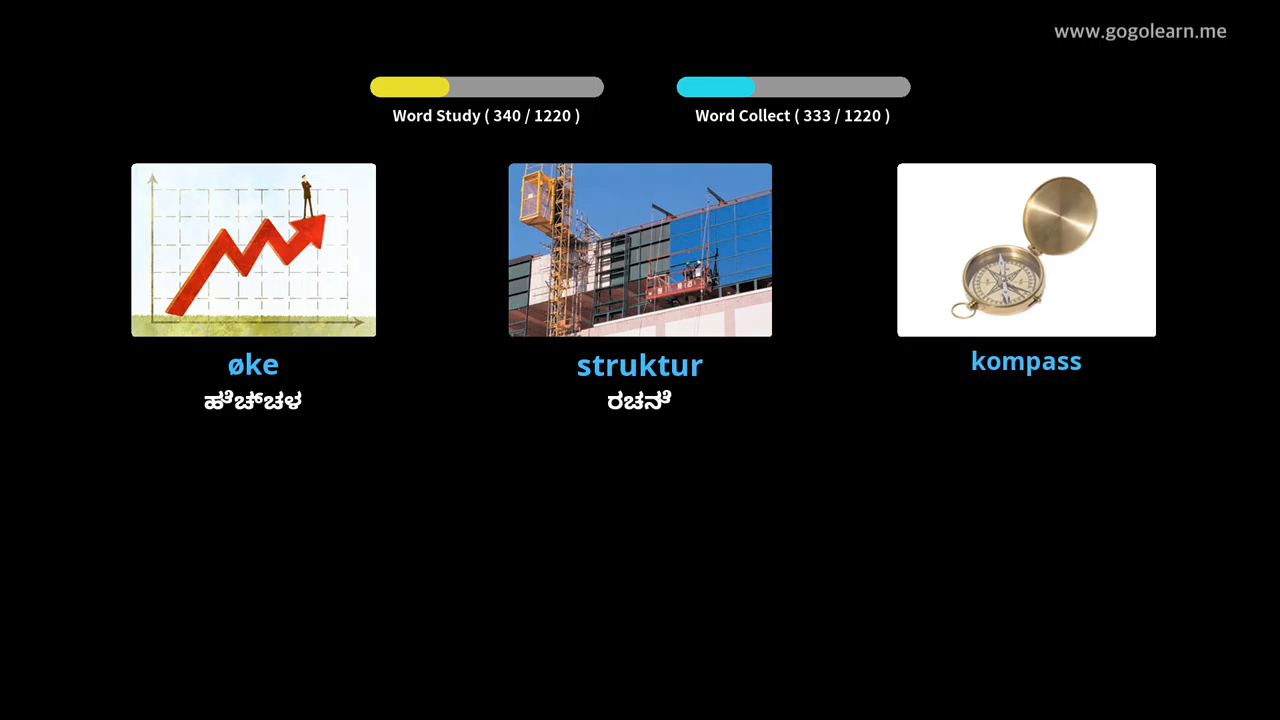 www.gogolearn.me
Word Study ( 340 / 1220 )
Word Collect ( 333 / 1220 )
øke
struktur
kompass
ಹೆಚ್ಚಳ
ರಚನೆ